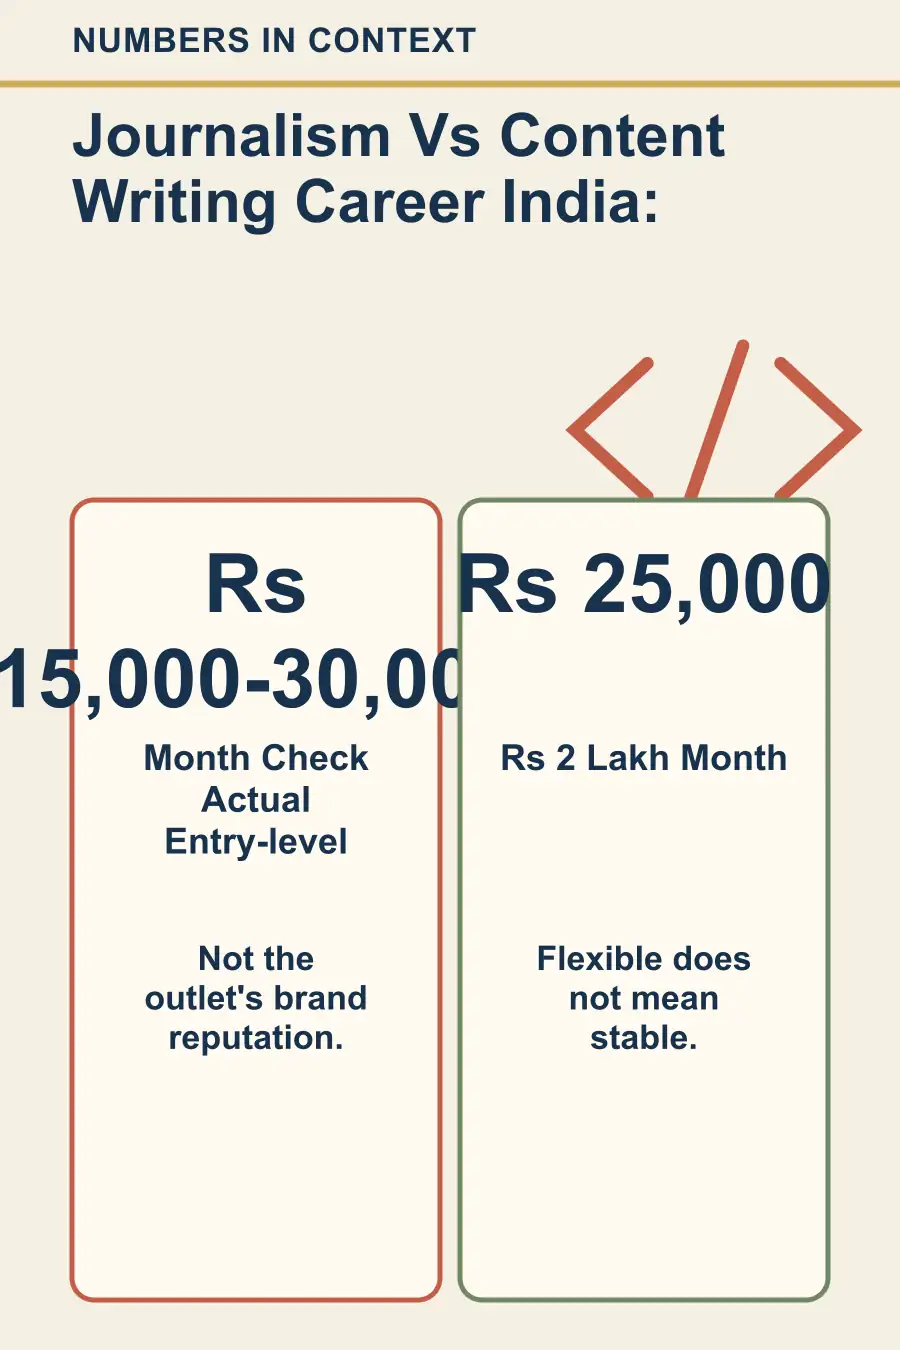 NUMBERS IN CONTEXT
Journalism Vs Content
Writing Career India:
Rs
15,000-30,00
Month Check
Actual
Entry-level
Not the
outlet's brand
reputation.
Rs 25,000
Rs 2 Lakh Month
Flexible does
not mean
stable.